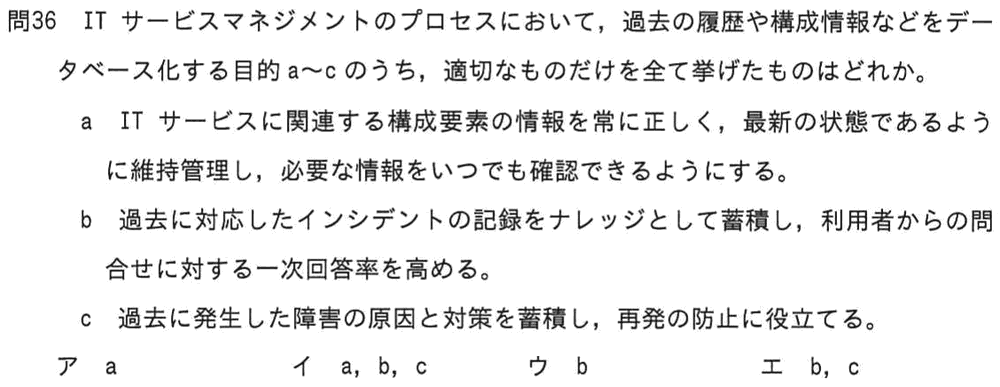 問36 IT サービスマネジメントのプロセスにおいて，過去の履歴や構成情報などをデー
タベース化する目的 a～c のうち，適切なものだけを全て挙げたものはどれか。
a IT サービスに関連する構成要素の情報を常に正しく，最新の状態であるよう
に維持管理し，必要な情報をいつでも確認できるようにする。
b 過去に対応したインシデントの記録をナレッジとして蓄積し，利用者からの問
合せに対する一次回答率を高める。
c 過去に発生した障害の原因と対策を蓄積し，再発の防止に役立てる。
ア a イ a, b, c ウ b エ b, c